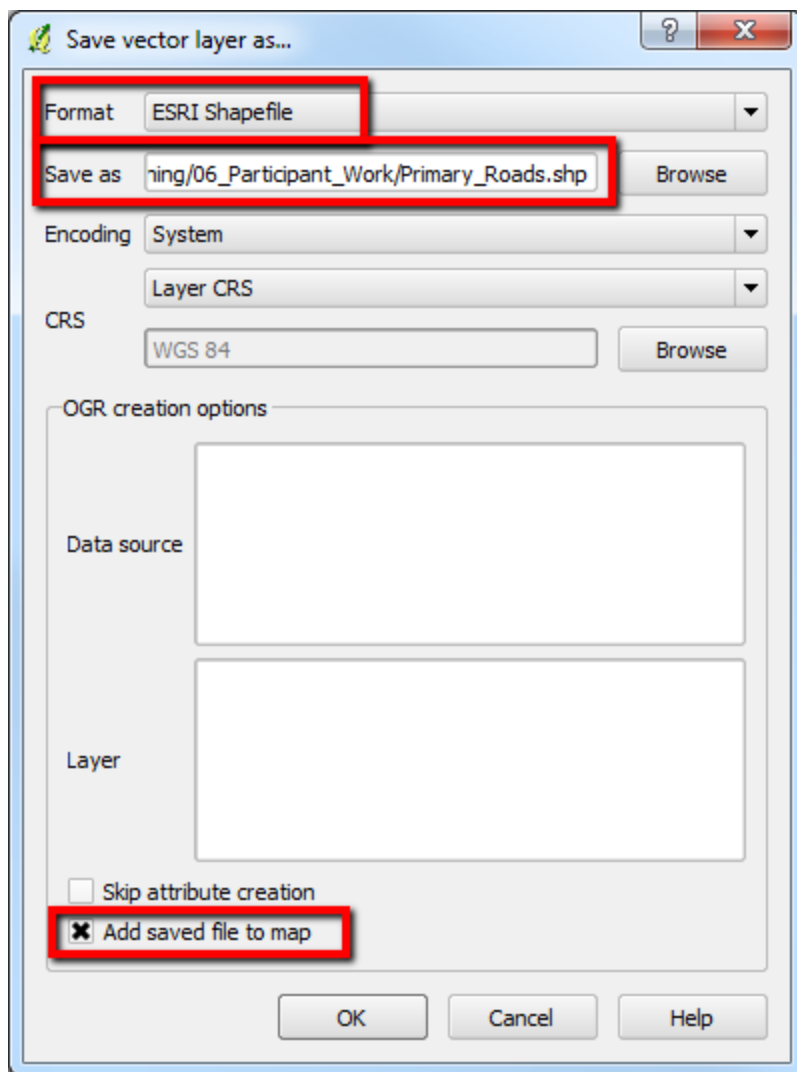 Save vector layer as...
Format ESRI Shapefile
Save as ning/06_Participant_Work/Primary_Roads.shp Browse
Encoding System
Layer CRS
CRS
WGS 84 Browse
OGR creation options
Data source
Layer
Skip attribute creation
Add saved file to map
OK Cancel Help